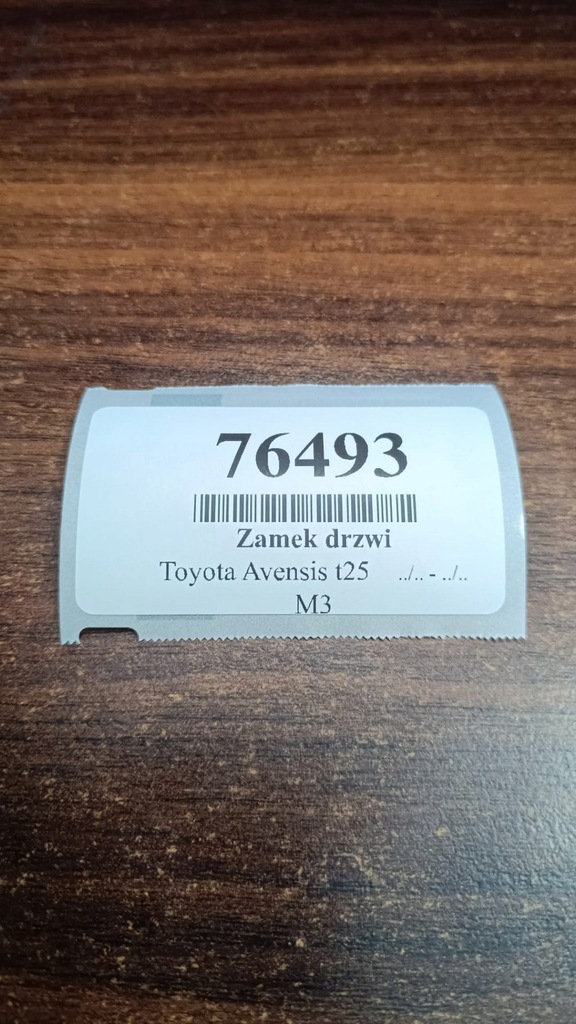 76493
Zamek drzwi
Toyota Avensis t25 ../.. - ../..
M3